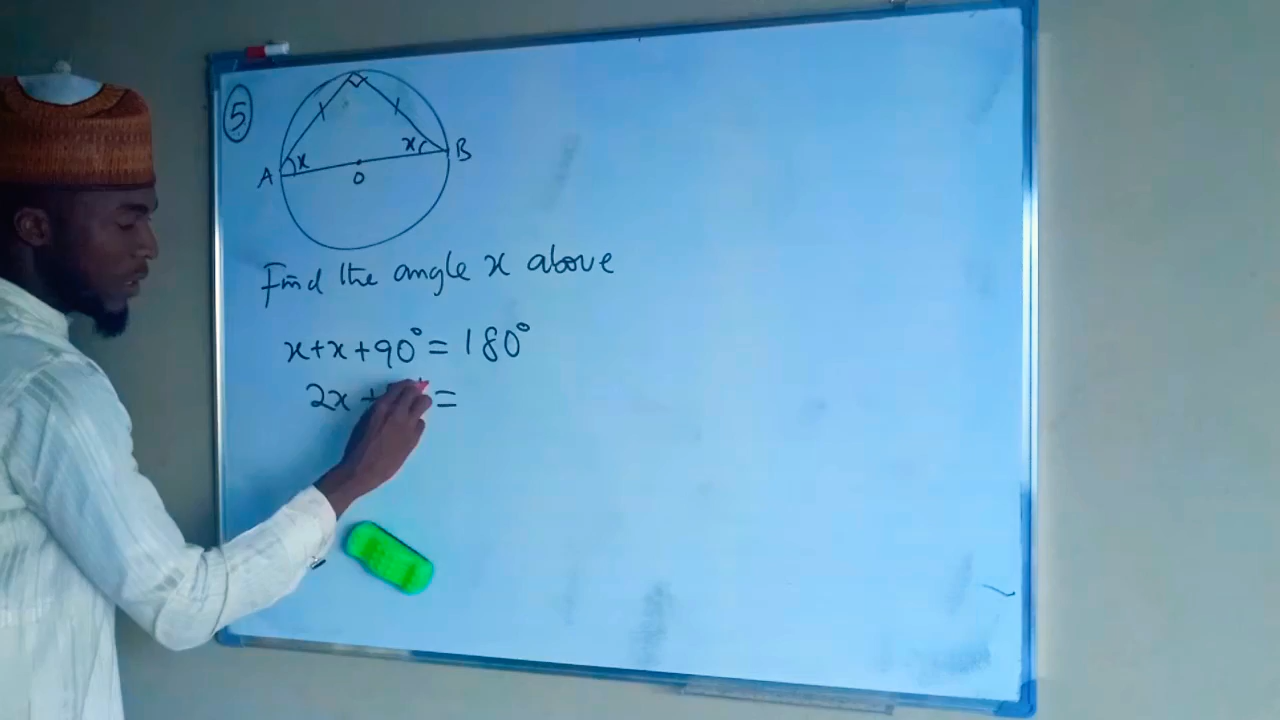 5
x
x
A
O
B
Find the angle x above
x+x+90°=180°
2x + =